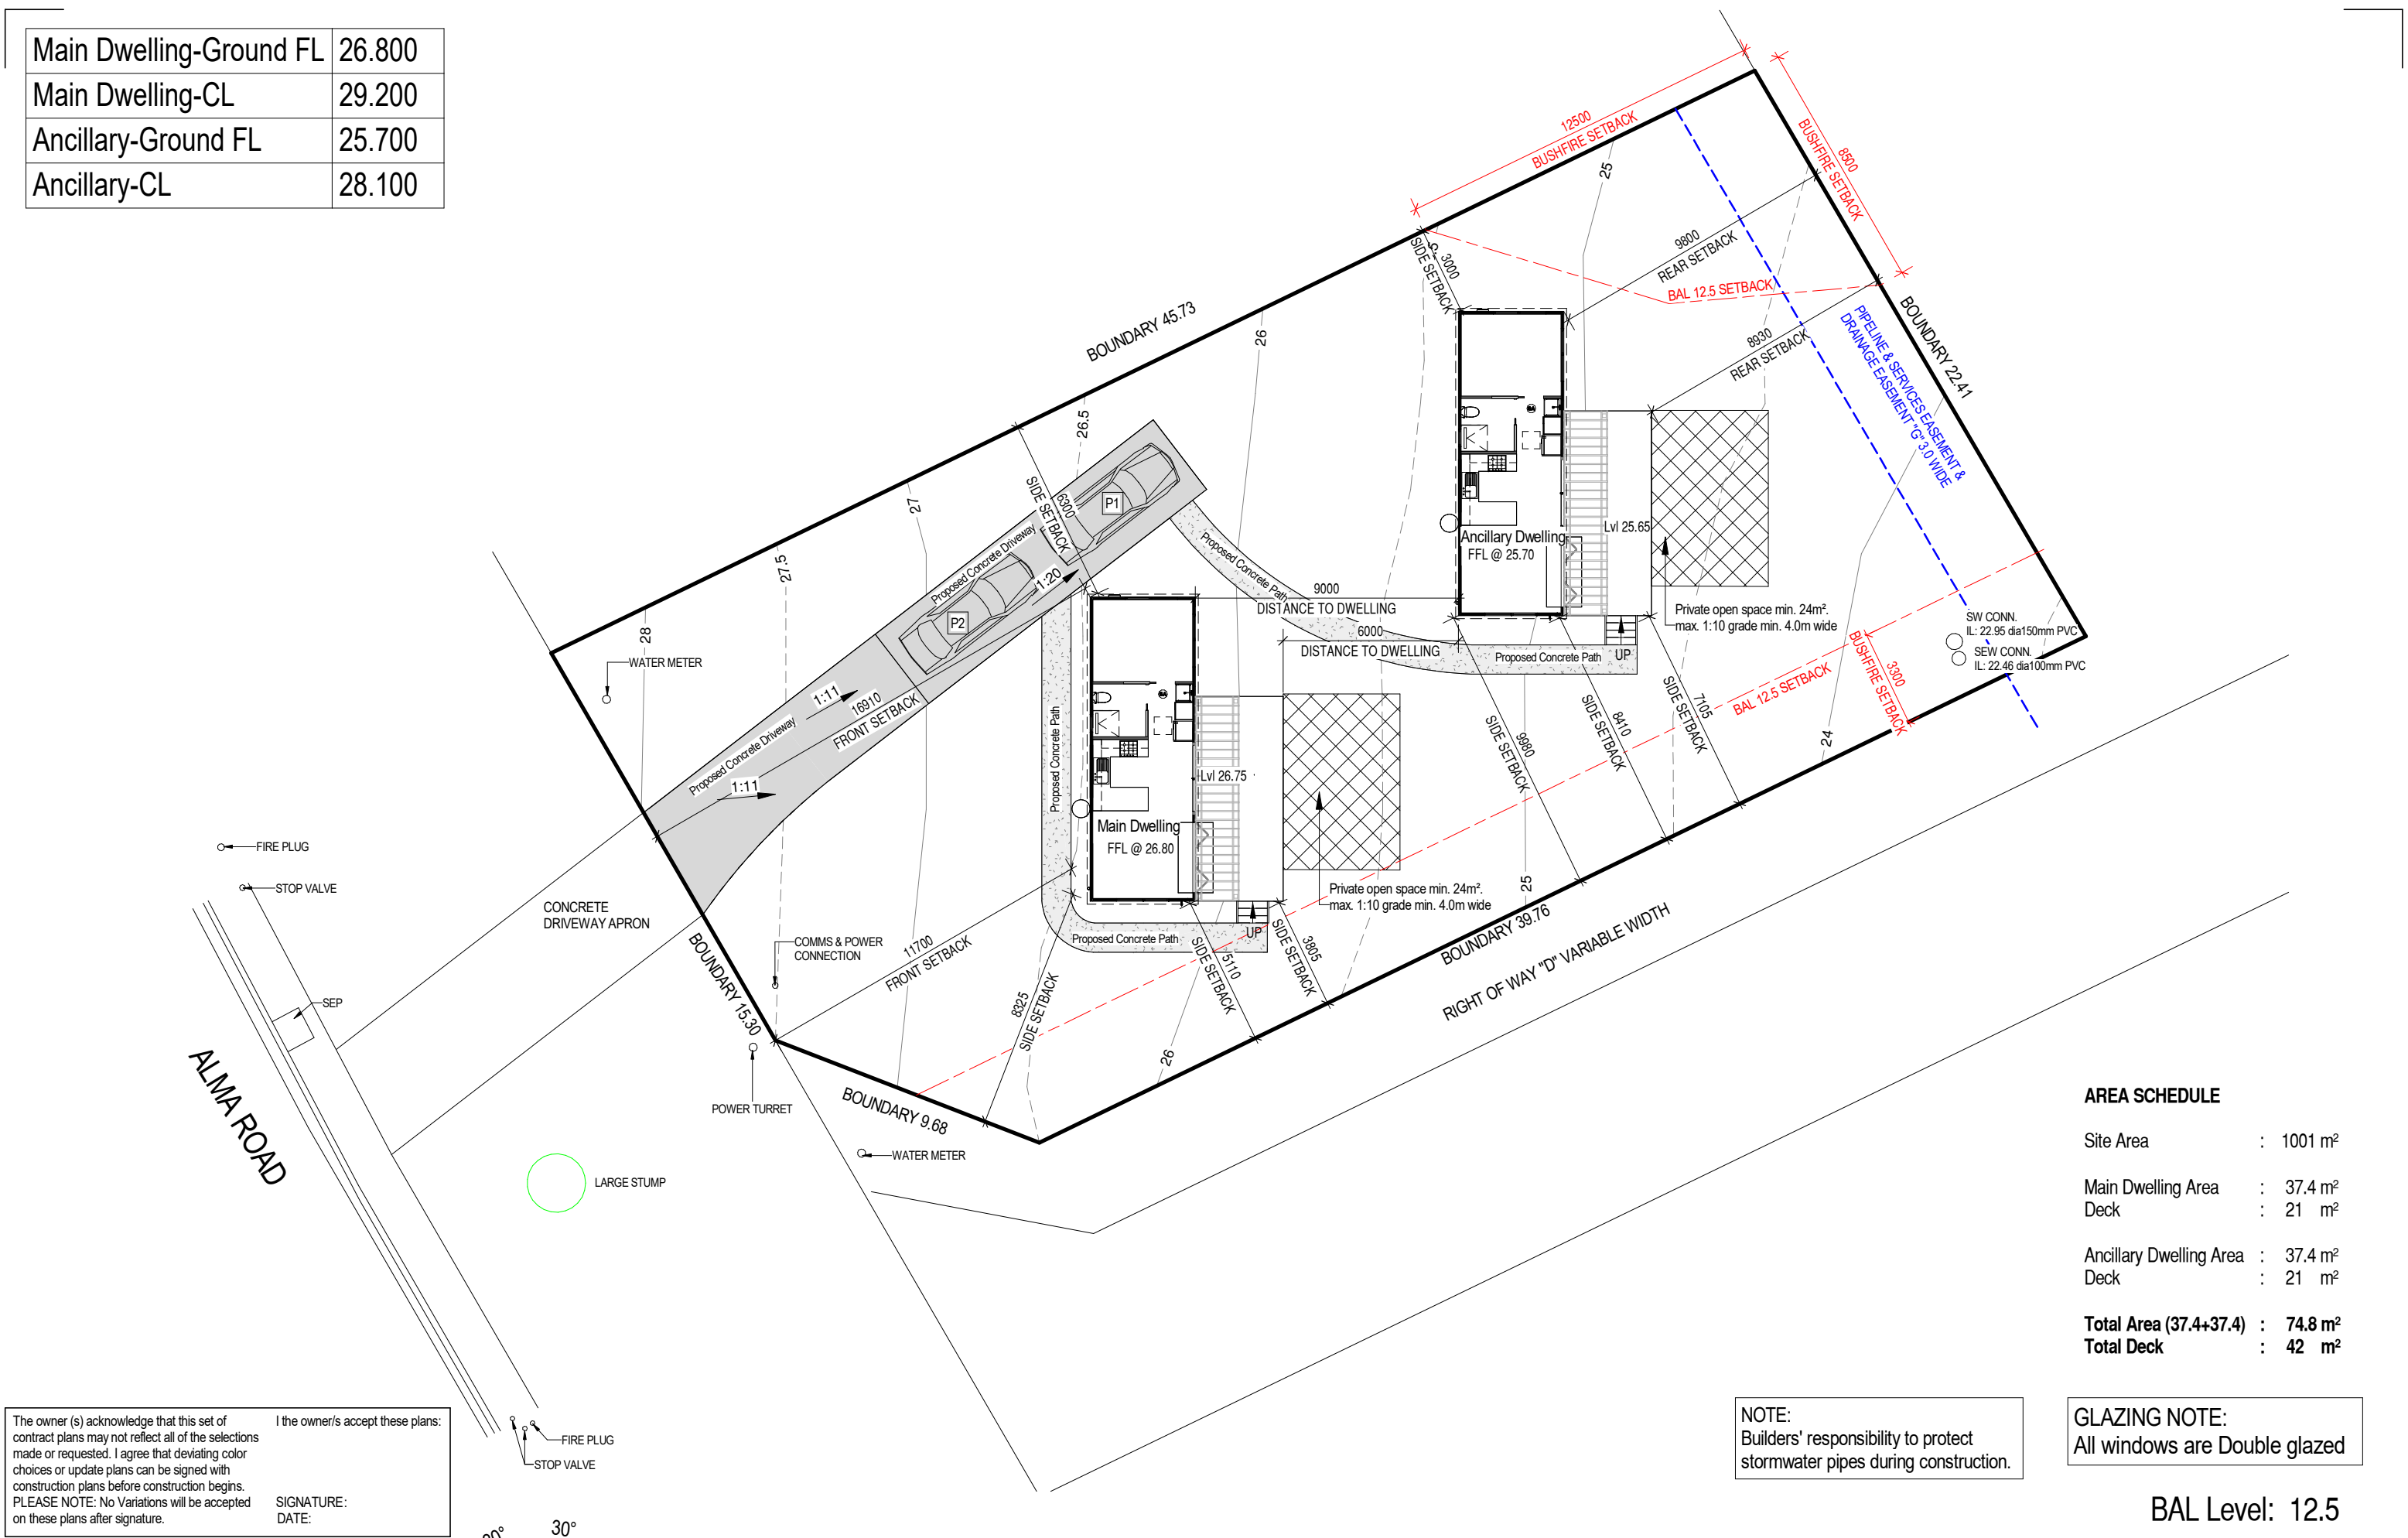 Main Dwelling-Ground FL 26.800
Main Dwelling-CL 29.200
Ancillary-Ground FL 25.700
Ancillary-CL 28.100
12500
BUSHFIRE SETBACK
8500
BUSHFIRE SETBACK
25
3000
SIDE SETBACK
9800
REAR SETBACK
BAL 12.5 SETBACK
8930
REAR SETBACK
BOUNDARY 22.41
PIPELINE & SERVICES EASEMENT &
DRAINAGE EASEMENT "G" 3.0 WIDE
BOUNDARY 45.73
26
26.5
27
27.5
28
6300
SIDE SETBACK
P1
P2
Proposed Concrete Driveway
1:20
Proposed Concrete Path
Ancillary Dwelling
FFL @ 25.70
Lvl 25.65
9000
DISTANCE TO DWELLING
6000
DISTANCE TO DWELLING
Private open space min. 24m².
max. 1:10 grade min. 4.0m wide
Proposed Concrete Path
UP
SW CONN.
IL: 22.95 dia150mm PVC
SEW CONN.
IL: 22.46 dia100mm PVC
3300
BUSHFIRE SETBACK
BAL 12.5 SETBACK
7105
SIDE SETBACK
8410
SIDE SETBACK
9980
SIDE SETBACK
24
25
WATER METER
1:11
16910
FRONT SETBACK
Proposed Concrete Driveway
1:11
Proposed Concrete Path
Lvl 26.75
Main Dwelling
FFL @ 26.80
Private open space min. 24m².
max. 1:10 grade min. 4.0m wide
Proposed Concrete Path
UP
3805
SIDE SETBACK
5110
SIDE SETBACK
8325
SIDE SETBACK
11700
FRONT SETBACK
BOUNDARY 39.76
RIGHT OF WAY "D" VARIABLE WIDTH
26
FIRE PLUG
STOP VALVE
CONCRETE
DRIVEWAY APRON
COMMS & POWER
CONNECTION
BOUNDARY 15.30
SEP
POWER TURRET
BOUNDARY 9.68
WATER METER
ALMA ROAD
LARGE STUMP
FIRE PLUG
STOP VALVE
30°
AREA SCHEDULE
Site Area : 1001 m²
Main Dwelling Area : 37.4 m²
Deck : 21 m²
Ancillary Dwelling Area : 37.4 m²
Deck : 21 m²
Total Area (37.4+37.4) : 74.8 m²
Total Deck : 42 m²
The owner (s) acknowledge that this set of
contract plans may not reflect all of the selections
made or requested. I agree that deviating color
choices or update plans can be signed with
construction plans before construction begins.
PLEASE NOTE: No Variations will be accepted
on these plans after signature.
I the owner/s accept these plans:
SIGNATURE:
DATE:
NOTE:
Builders' responsibility to protect
stormwater pipes during construction.
GLAZING NOTE:
All windows are Double glazed
BAL Level: 12.5